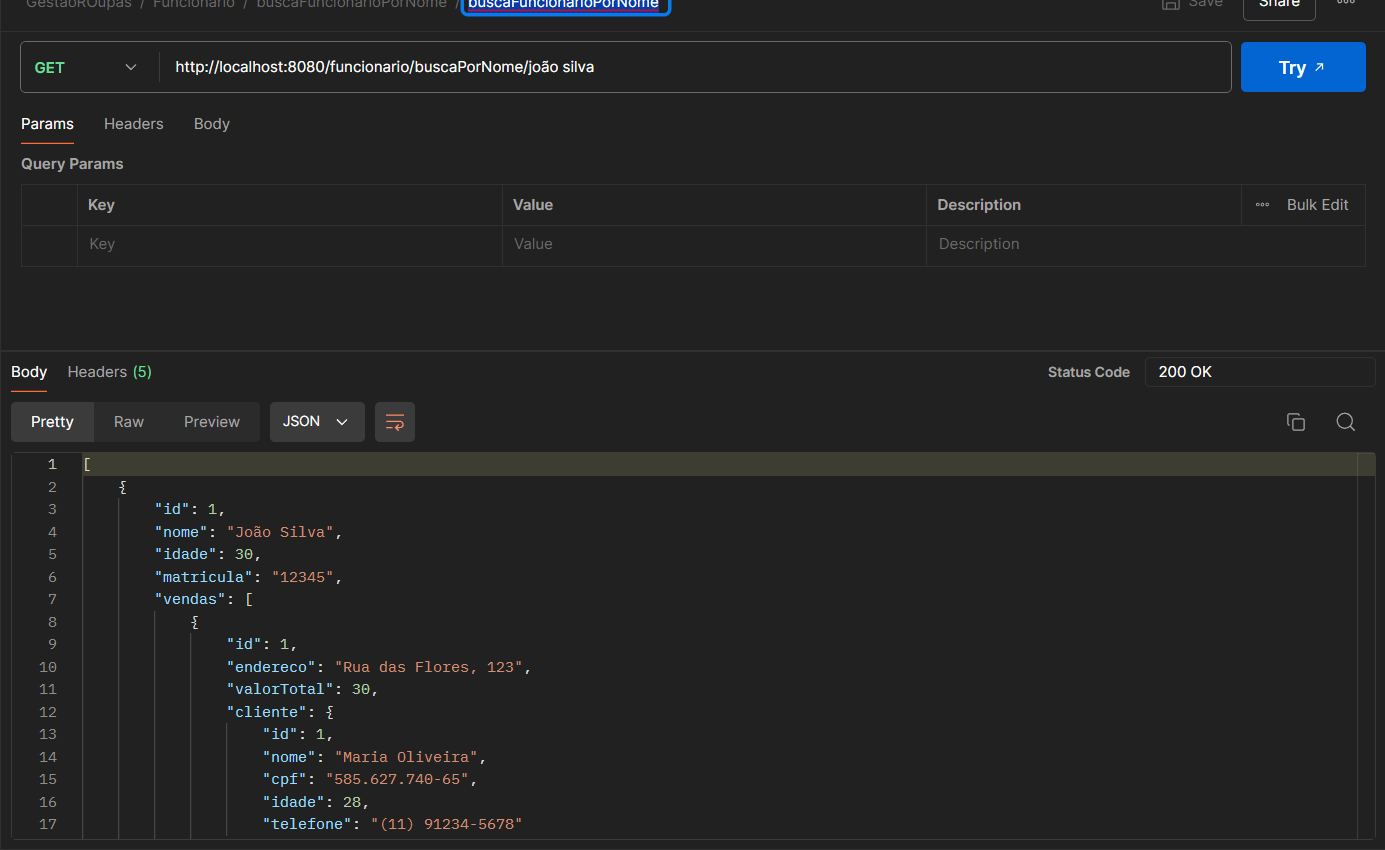 GestaoROupas / Funcionario / buscaFuncionarioPorNome / buscaFuncionarioPorNome Save Share
GET http://localhost:8080/funcionario/buscaPorNome/joão silva Try
Params Headers Body
Query Params
Key Value Description Bulk Edit
Key Value Description
Body Headers (5) Status Code 200 OK
Pretty Raw Preview JSON
1 [
2 {
3 "id": 1,
4 "nome": "João Silva",
5 "idade": 30,
6 "matricula": "12345",
7 "vendas": [
8 {
9 "id": 1,
10 "endereco": "Rua das Flores, 123",
11 "valorTotal": 30,
12 "cliente": {
13 "id": 1,
14 "nome": "Maria Oliveira",
15 "cpf": "585.627.740-65",
16 "idade": 28,
17 "telefone": "(11) 91234-5678"